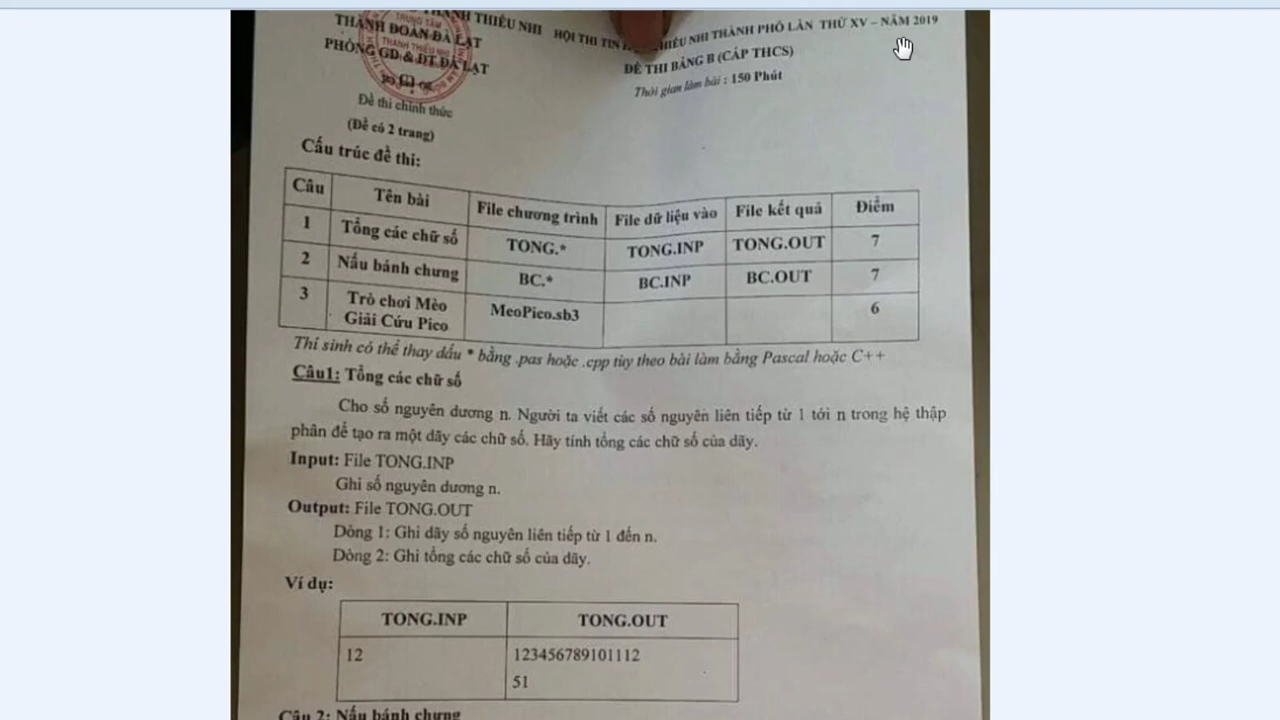 THANH THIẾU NHI
HỘI THI TIN
THIẾU NHI THÀNH PHỐ LẦN THỨ XV – NĂM 2019
THÀNH ĐOÀN ĐÀ LẠT
PHÒNG GD & ĐT ĐÀ LẠT
TRUNG TÂM
THANH THIẾU NHI
ĐỀ THI BẢNG B (CẤP THCS)
Thời gian làm bài : 150 Phút
Đề thi chính thức
(Đề có 2 trang)
Cấu trúc đề thi:
Câu Tên bài File chương trình File dữ liệu vào File kết quả Điểm
1 Tổng các chữ số TONG.* TONG.INP TONG.OUT 7
2 Nấu bánh chưng BC.* BC.INP BC.OUT 7
3 Trò chơi Mèo MeoPico.sb3 6
Giải Cứu Pico
Thí sinh có thể thay dấu * bằng .pas hoặc .cpp tùy theo bài làm bằng Pascal hoặc C++
Câu1: Tổng các chữ số
Cho số nguyên dương n. Người ta viết các số nguyên liên tiếp từ 1 tới n trong hệ thập
phân để tạo ra một dãy các chữ số. Hãy tính tổng các chữ số của dãy.
Input: File TONG.INP
Ghi số nguyên dương n.
Output: File TONG.OUT
Dòng 1: Ghi dãy số nguyên liên tiếp từ 1 đến n.
Dòng 2: Ghi tổng các chữ số của dãy.
Ví dụ:
TONG.INP TONG.OUT
12 123456789101112
51
Câu 2: Nấu bánh chưng